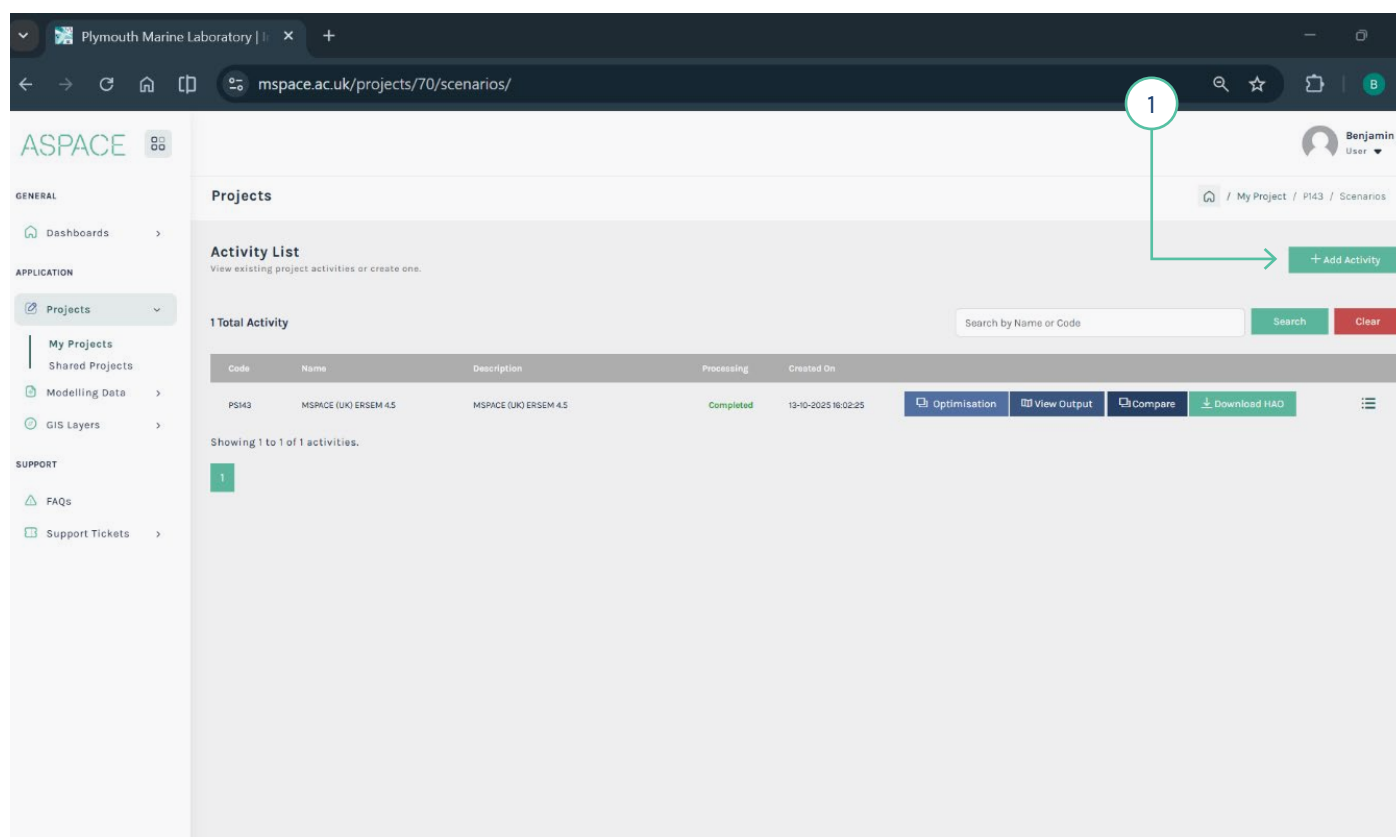 Plymouth Marine Laboratory | I
mspace.ac.uk/projects/70/scenarios/
B
1
ASPACE
Benjamin
User
GENERAL
Projects
/ My Project / P143 / Scenarios
Dashboards
Activity List
View existing project activities or create one.
+ Add Activity
APPLICATION
Projects
1 Total Activity
Search by Name or Code
Search
Clear
My Projects
Shared Projects
Code Name Description Processing Created On
Modelling Data
PS143 MSPACE (UK) ERSEM 4.5 MSPACE (UK) ERSEM 4.5 Completed 13-10-2025 16:02:25 Optimisation View Output Compare Download HAO
GIS Layers
Showing 1 to 1 of 1 activities.
SUPPORT
1
FAQs
Support Tickets